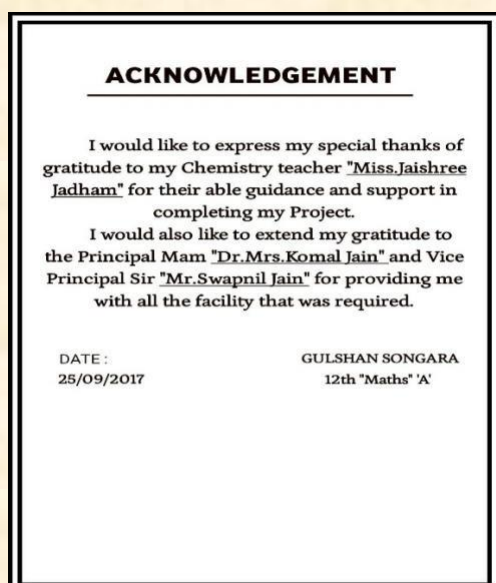 ACKNOWLEDGEMENT
I would like to express my special thanks of
gratitude to my Chemistry teacher "Miss.Jaishree
Jadham" for their able guidance and support in
completing my Project.
I would also like to extend my gratitude to
the Principal Mam "Dr.Mrs.Komal Jain" and Vice
Principal Sir "Mr.Swapnil Jain" for providing me
with all the facility that was required.
DATE :
25/09/2017
GULSHAN SONGARA
12th "Maths" 'A'